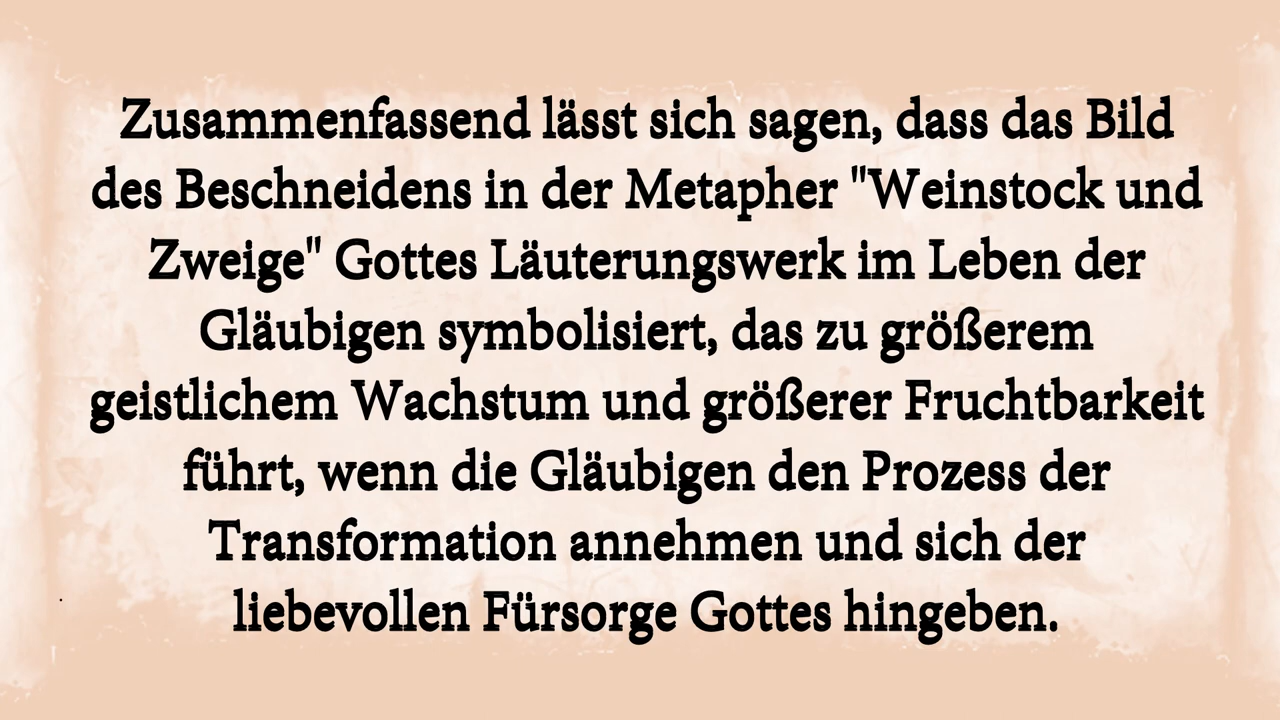 Zusammenfassend lässt sich sagen, dass das Bild
des Beschneidens in der Metapher "Weinstock und
Zweige" Gottes Läuterungswerk im Leben der
Gläubigen symbolisiert, das zu größerem
geistlichem Wachstum und größerer Fruchtbarkeit
führt, wenn die Gläubigen den Prozess der
Transformation annehmen und sich der
liebevollen Fürsorge Gottes hingeben.